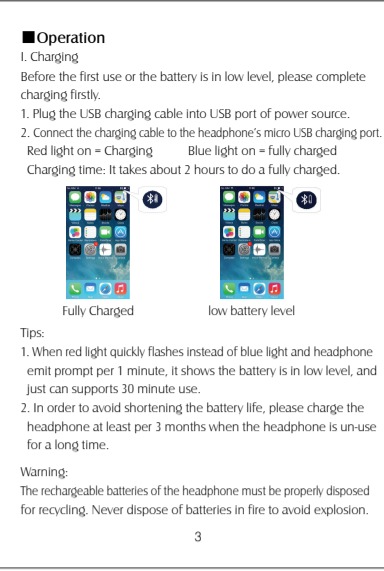 ■Operation
I. Charging
Before the first use or the battery is in low level, please complete
charging firstly.
1. Plug the USB charging cable into USB port of power source.
2. Connect the charging cable to the headphone's micro USB charging port.
Red light on = Charging Blue light on = fully charged
Charging time: It takes about 2 hours to do a fully charged.
Fully Charged low battery level
Tips:
1. When red light quickly flashes instead of blue light and headphone
emit prompt per 1 minute, it shows the battery is in low level, and
just can supports 30 minute use.
2. In order to avoid shortening the battery life, please charge the
headphone at least per 3 months when the headphone is un-use
for a long time.
Warning:
The rechargeable batteries of the headphone must be properly disposed
for recycling. Never dispose of batteries in fire to avoid explosion.
3